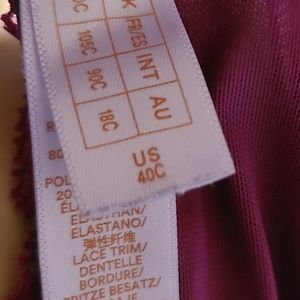 FR/ES INT AU
105C 90C 18C
US
40C
ELASTHAN/
ELASTANO/
弹性纤维
LACE TRIM/
DENTELLE
BORDURE/
SPITZE BESATZ/